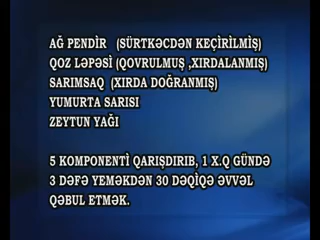 AĞ PENDİR (SÜRTKƏCDƏN KEÇİRİLMİŞ)
QOZ LƏPƏSİ (QOVRULMUŞ ,XIRDALANMIŞ)
SARIMSAQ (XIRDA DOĞRANMIŞ)
YUMURTA SARISI
ZEYTUN YAĞI
5 KOMPONENTİ QARIŞDIRIB, 1 X.Q GÜNDƏ
3 DƏFƏ YEMƏKDƏN 30 DƏQİQƏ ƏVVƏL
QƏBUL ETMƏK.